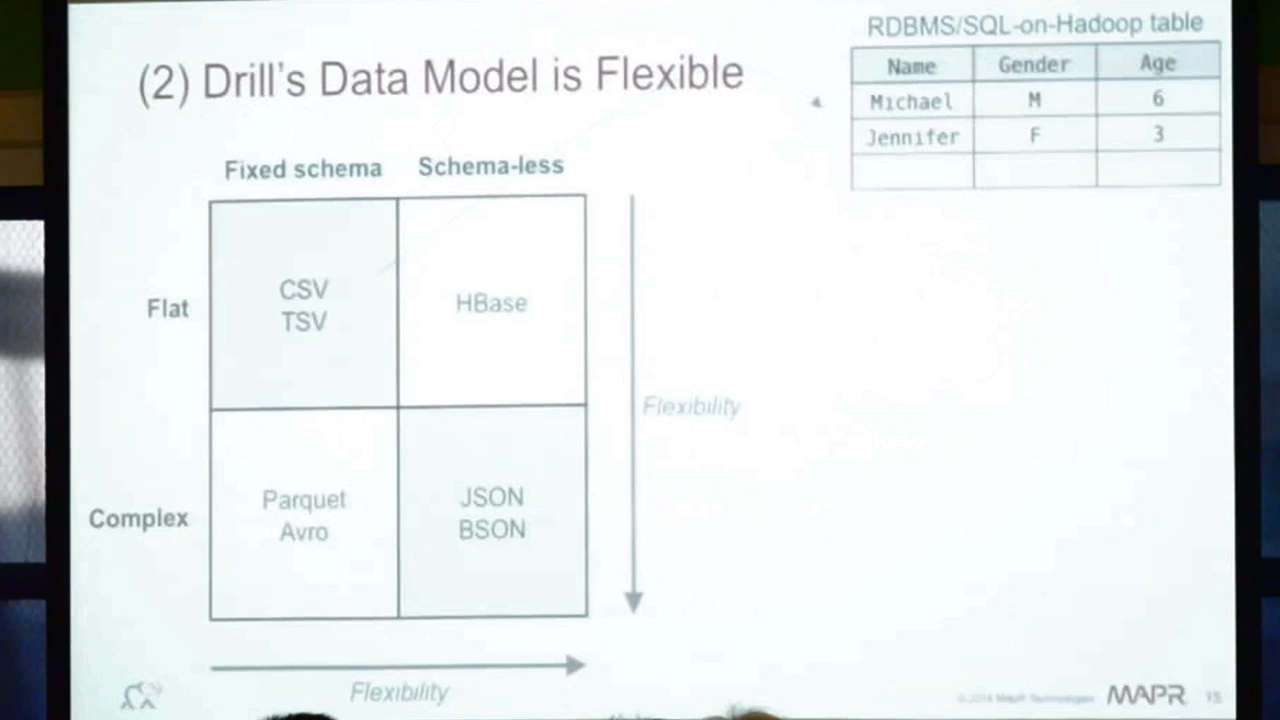 RDBMS/SQL-on-Hadoop table
(2) Drill's Data Model is Flexible
Name Gender Age
Michael M 6
Jennifer F 3
Fixed schema Schema-less
Flat
CSV
TSV
HBase
Flexibility
Complex
Parquet
Avro
JSON
BSON
Flexibility
MAPR
15